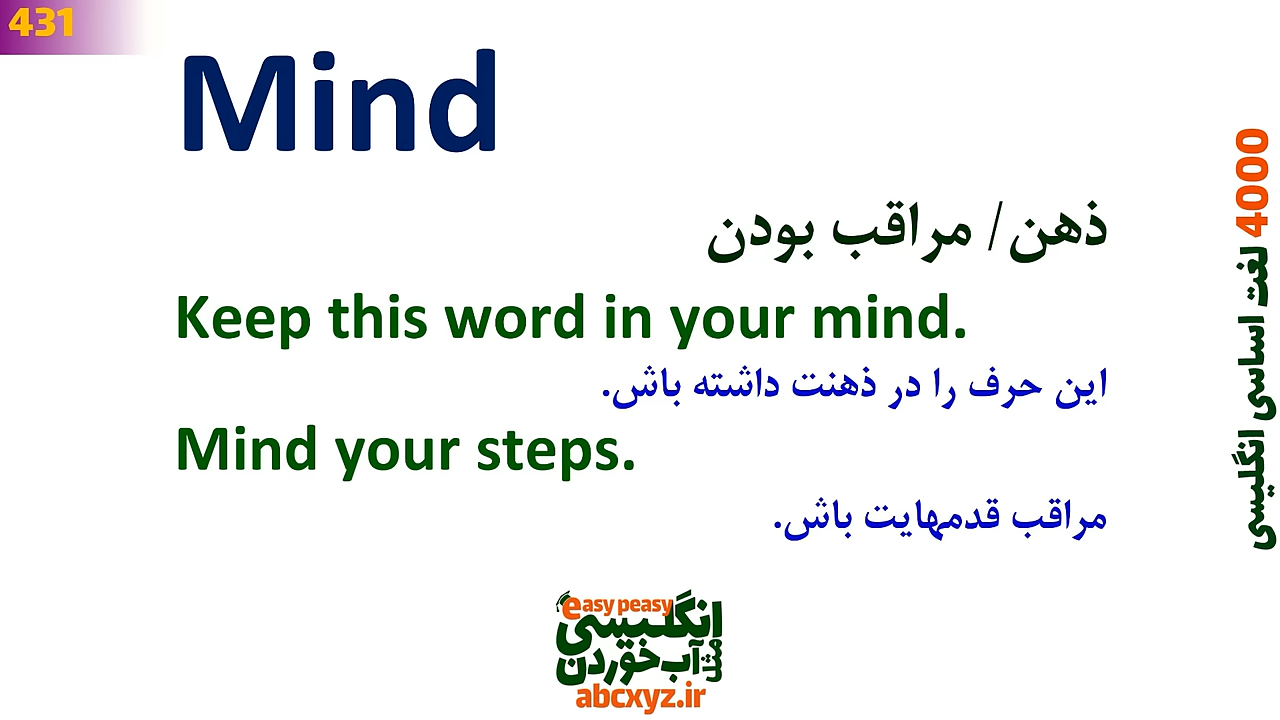 431
Mind
ذهن/ مراقب بودن
Keep this word in your mind.
این حرف را در ذهنت داشته باش.
Mind your steps.
مراقب قدمهایت باش.
4000 لغت اساسی انگلیسی
easy peasy
انگلیسی
مثل آب خوردن
abcxyz.ir